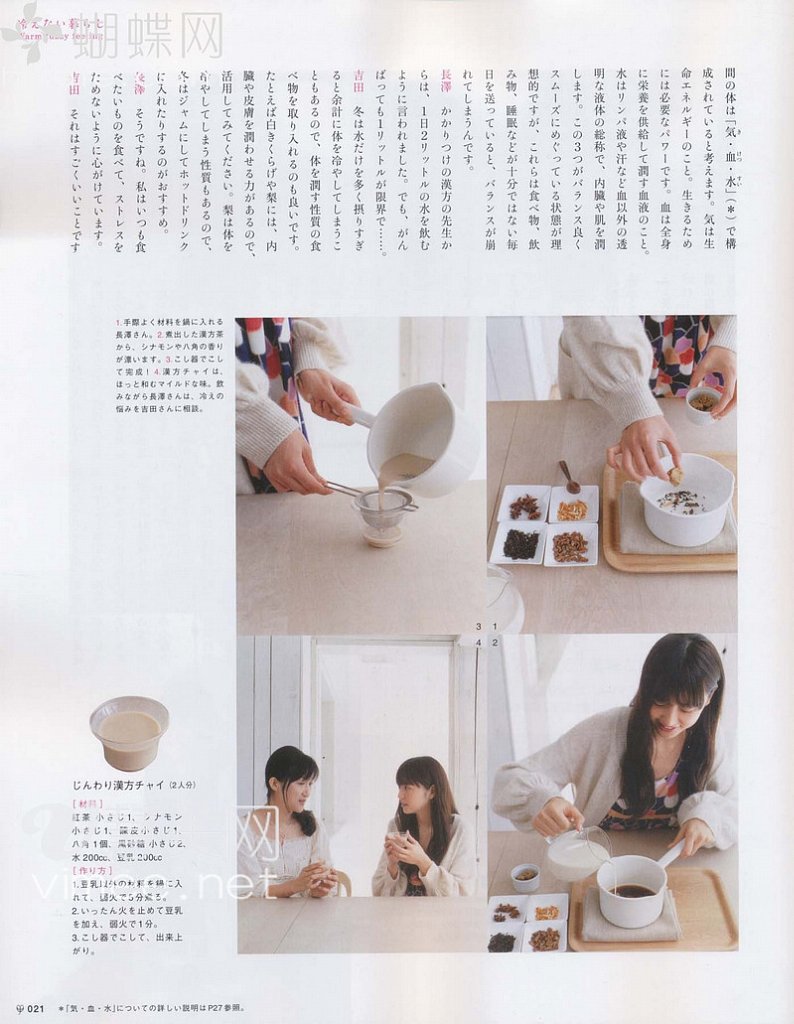 冷えない暮らし
Warm fuzzy feeling
蝴蝶网
間の体は「気・血・水」(*)で構
き
けつ
すい
成されていると考えます。気は生
命エネルギーのこと。生きるため
には必要なパワーです。血は全身
に栄養を供給して潤す血液のこと。
水はリンパ液や汗など血以外の透
明な液体の総称で、内臓や肌を潤
します。この3つがバランス良く
スムーズにめぐっている状態が理
想的ですが、これらは食べ物、飲
み物、睡眠などが十分ではない毎
日を送っていると、バランスが崩
れてしまうんです。
長澤 かかりつけの漢方の先生か
らは、1日2リットルの水を飲む
ように言われました。でも、がん
ばっても1リットルが限界で……。
吉田 冬は水だけを多く摂りすぎ
ると余計に体を冷やしてしまうこ
ともあるので、体を潤す性質の食
べ物を取り入れるのも良いです。
たとえば白きくらげや梨には、内
臓や皮膚を潤わせる力があるので、
活用してみてください。梨は体を
冷やしてしまう性質もあるので、
冬はジャムにしてホットドリンク
に入れたりするのがおすすめ。
長澤 そうですね。私はいつも食
べたいものを食べて、ストレスを
ためないように心がけています。
吉田 それはすごくいいことです
1.手際よく材料を鍋に入れる
長澤さん。2.煮出した漢方茶
から、シナモンや八角の香り
が漂います。3.こし器でこし
て完成！4.漢方チャイは、
ほっと和むマイルドな味。飲
みながら長澤さんは、冷えの
悩みを吉田さんに相談。
3 1
4 2
じんわり漢方チャイ (2人分)
[材料]
紅茶 小さじ1、シナモン
小さじ1、陳皮小さじ1、
八角1個、黒砂糖 小さじ2、
水200cc、豆乳200cc
[作り方]
1.豆乳以外の材料を鍋に入
れて、弱火で5分煮る。
2.いったん火を止めて豆乳
を加え、弱火で1分。
3.こし器でこして、出来上
がり。
网
.net
021 *「気・血・水」についての詳しい説明はP27参照。